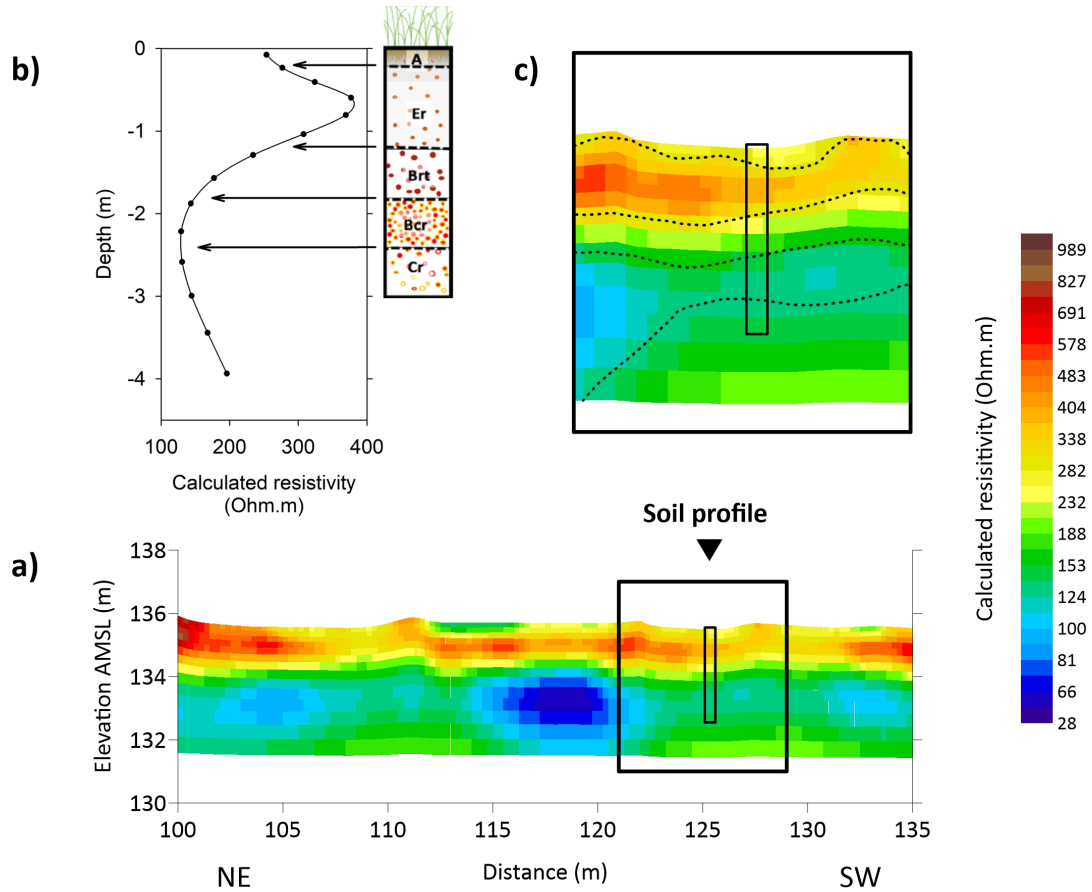 b)
0
-1
-2
-3
-4
Depth (m)
100 200 300 400
Calculated resistivity
(Ohm.m)
A
Er
Brt
Bcr
Cr
c)
Calculated resisitivity (Ohm.m)
989
827
691
578
483
404
338
282
232
188
153
124
100
81
66
28
Soil profile
a)
138
136
134
132
130
Elevation AMSL (m)
100 105 110 115 120 125 130 135
NE Distance (m) SW